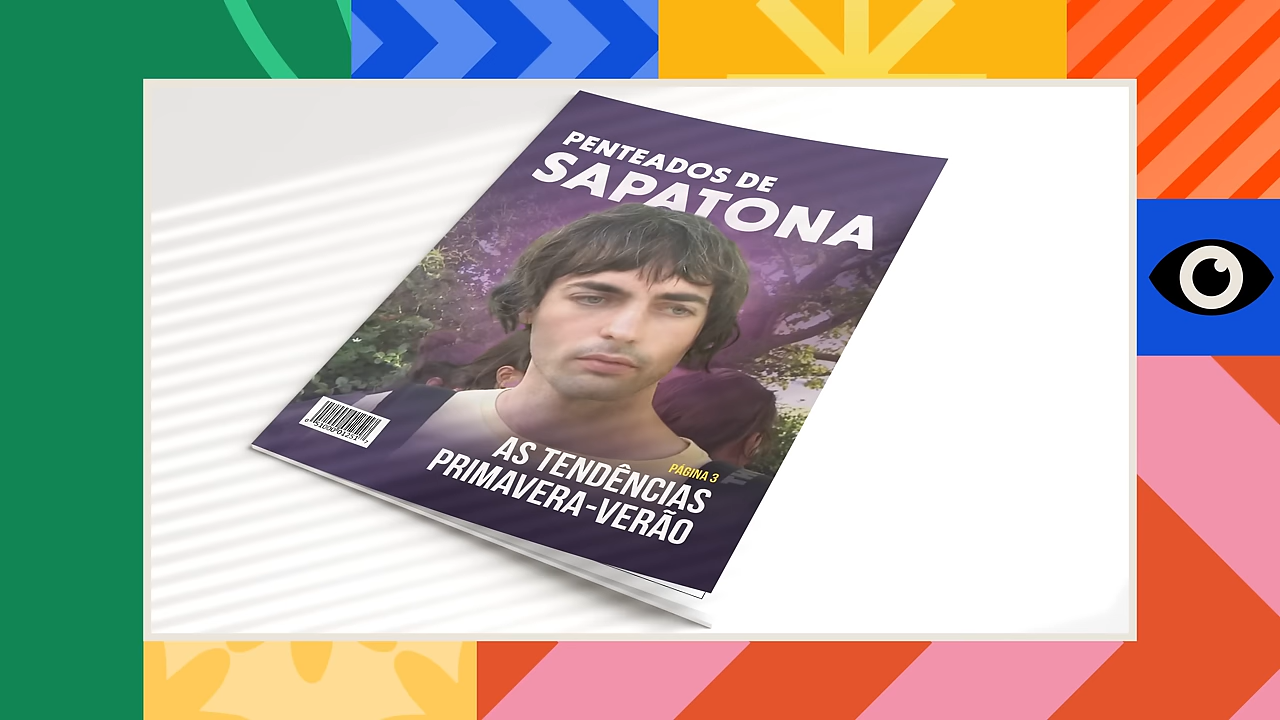 PENTEADOS DE
SAPATONA
AS TENDÊNCIAS
PÁGINA 3
PRIMAVERA-VERÃO